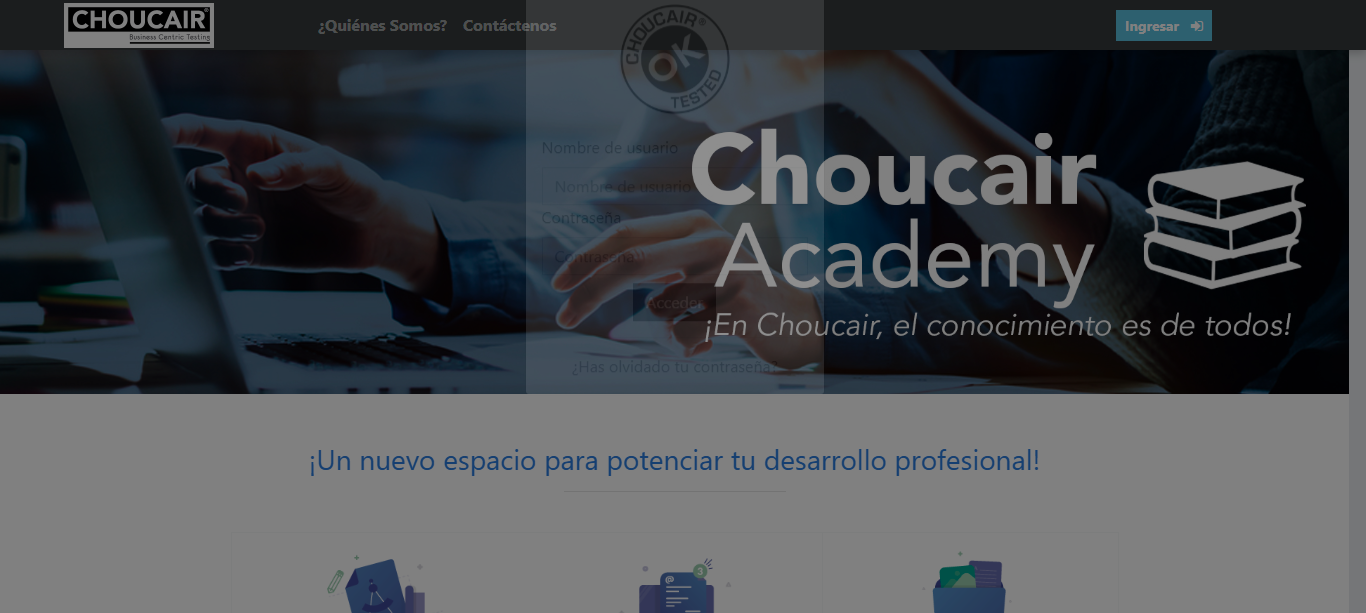 CHOUCAIR®
Business Centric Testing
¿Quiénes Somos?
Contáctenos
Ingresar
CHOUCAIR®
OK
TESTED
Nombre de usuario
Nombre de usuario
Contraseña
Contraseña
Acceder
¿Has olvidado tu contraseña?
Choucair
Academy
¡En Choucair, el conocimiento es de todos!
¡Un nuevo espacio para potenciar tu desarrollo profesional!
3